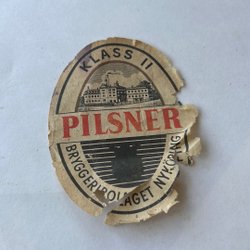 KLASS II
PILSNER
BRYGGERIBOLAGET NYKÖPING